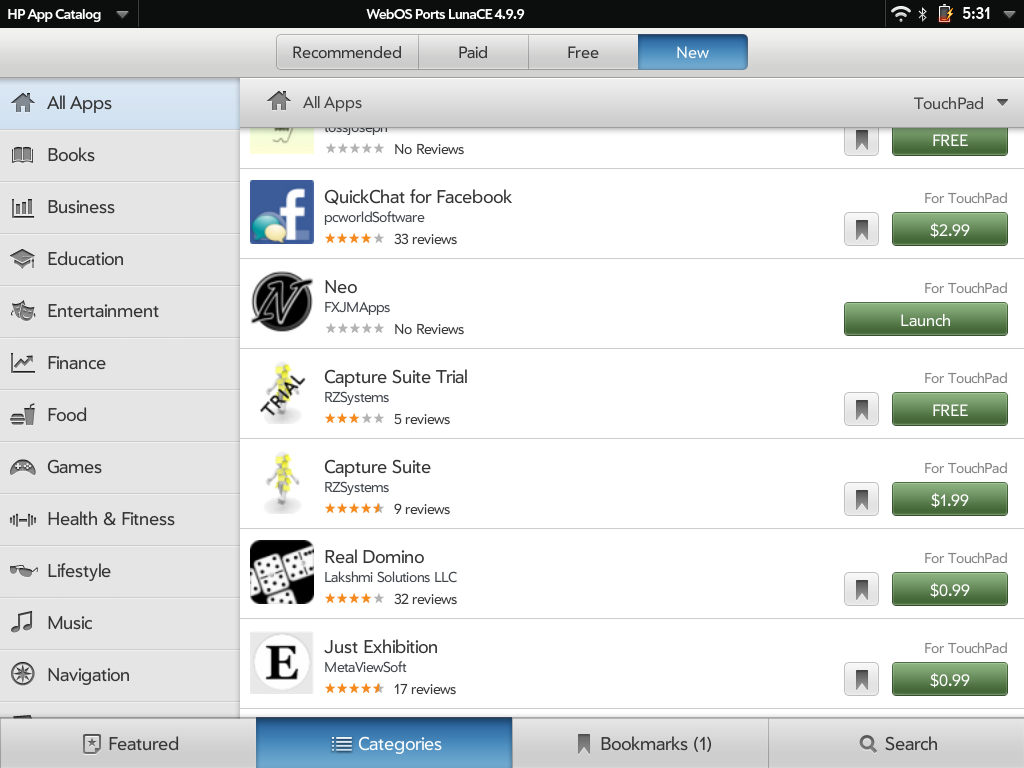 HP App Catalog
WebOS Ports LunaCE 4.9.9
5:31
Recommended
Paid
Free
New
All Apps
Books
Business
Education
Entertainment
Finance
Food
Games
Health & Fitness
Lifestyle
Music
Navigation
All Apps
TouchPad
tossjoseph
No Reviews
FREE
QuickChat for Facebook
pcworldSoftware
33 reviews
For TouchPad
$2.99
Neo
FXJMApps
No Reviews
For TouchPad
Launch
TRIAL
Capture Suite Trial
RZSystems
5 reviews
For TouchPad
FREE
Capture Suite
RZSystems
9 reviews
For TouchPad
$1.99
Real Domino
Lakshmi Solutions LLC
32 reviews
For TouchPad
$0.99
E
Just Exhibition
MetaViewSoft
17 reviews
For TouchPad
$0.99
Featured
Categories
Bookmarks (1)
Search